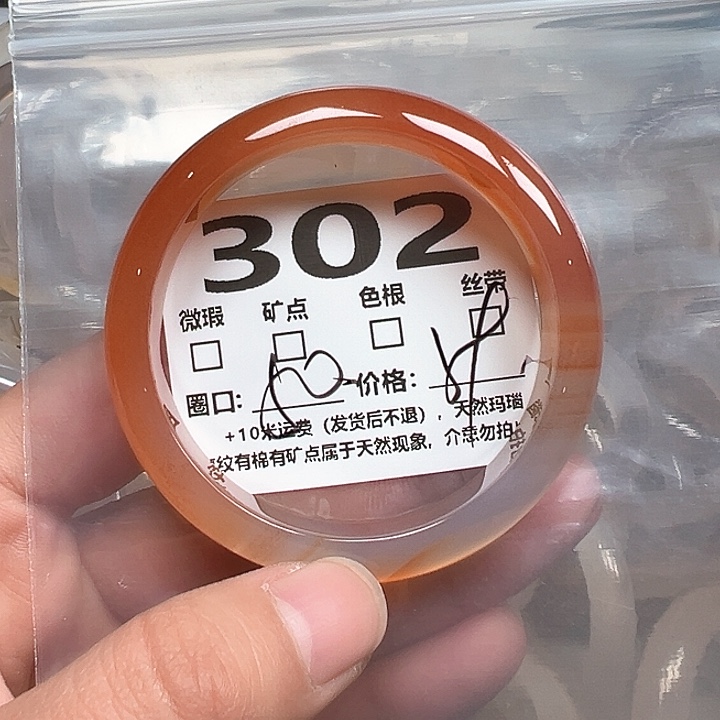 302
微瑕 矿点 色根 丝带
圈口： 价格：
+10米运费（发货后不退），天然玛瑙
纹有棉有矿点属于天然现象，介意勿拍！